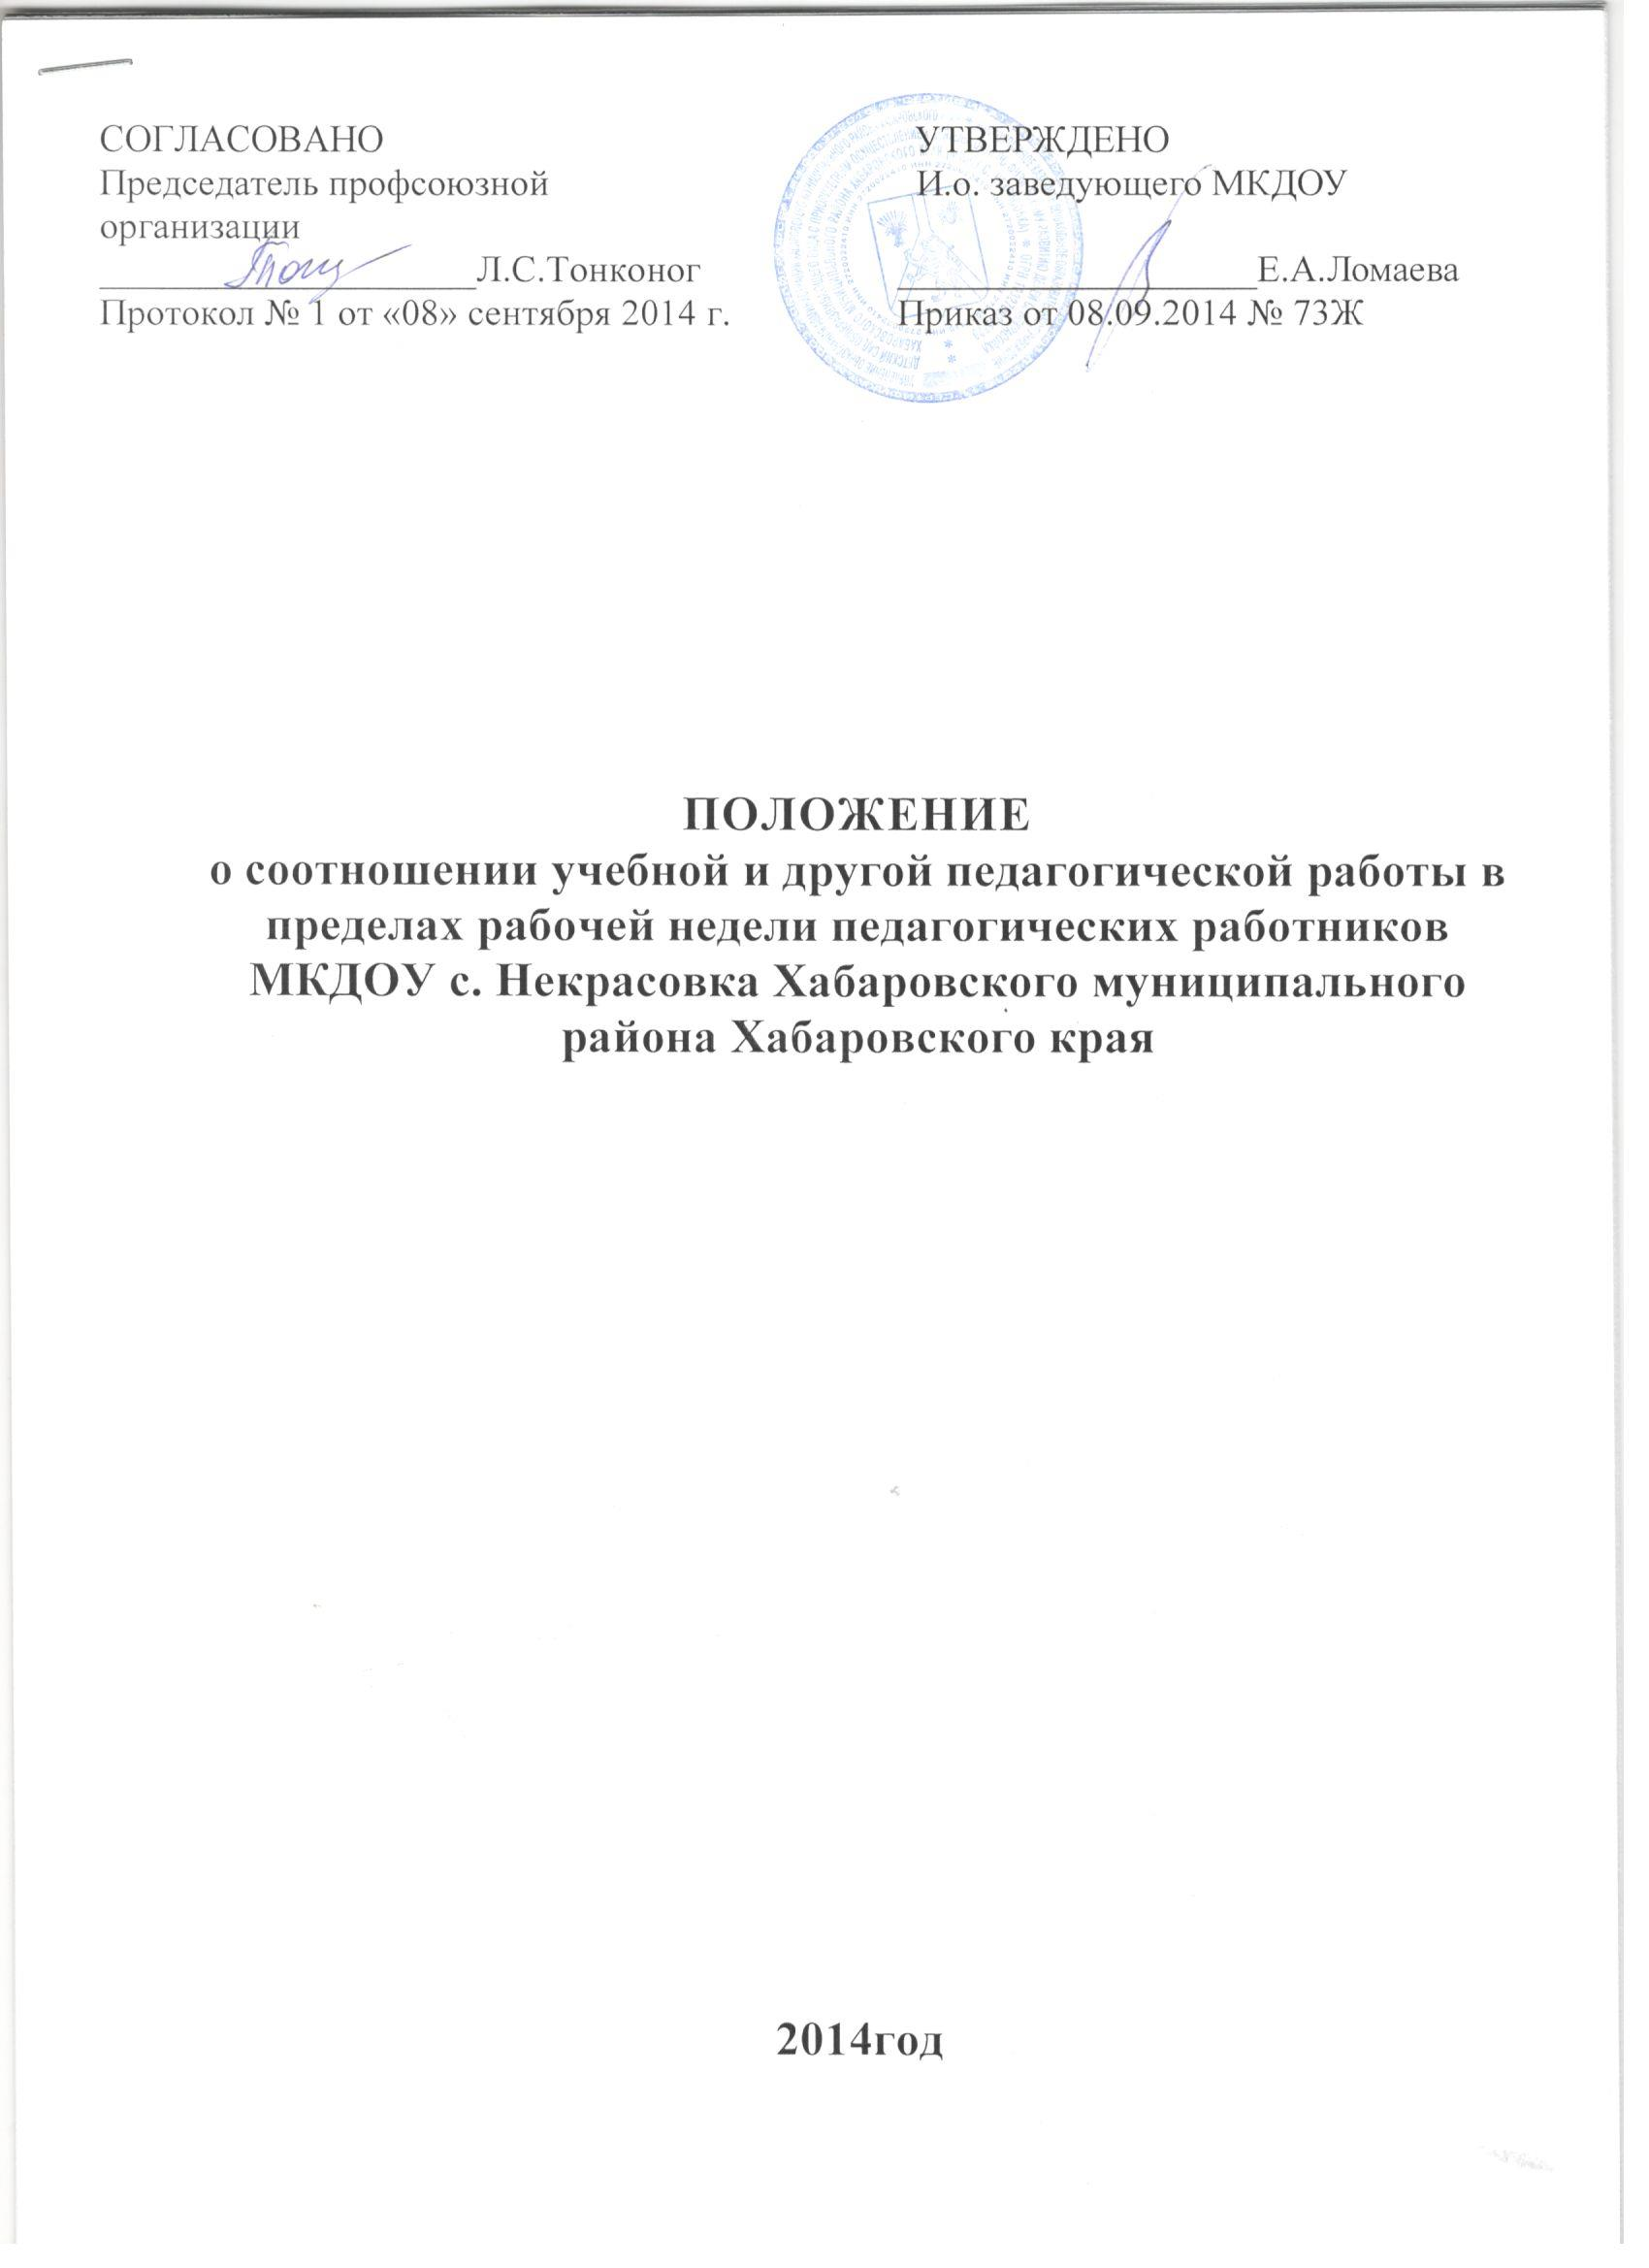 СОГЛАСОВАНО
Председатель профсоюзной
организации
Л.С.Тонконог
Протокол № 1 от «08» сентября 2014 г.
УТВЕРЖДЕНО
И.о. заведующего МКДОУ
Е.А.Ломаева
Приказ от 08.09.2014 № 73Ж
ПОЛОЖЕНИЕ
о соотношении учебной и другой педагогической работы в
пределах рабочей недели педагогических работников
МКДОУ с. Некрасовка Хабаровского муниципального
района Хабаровского края
2014год